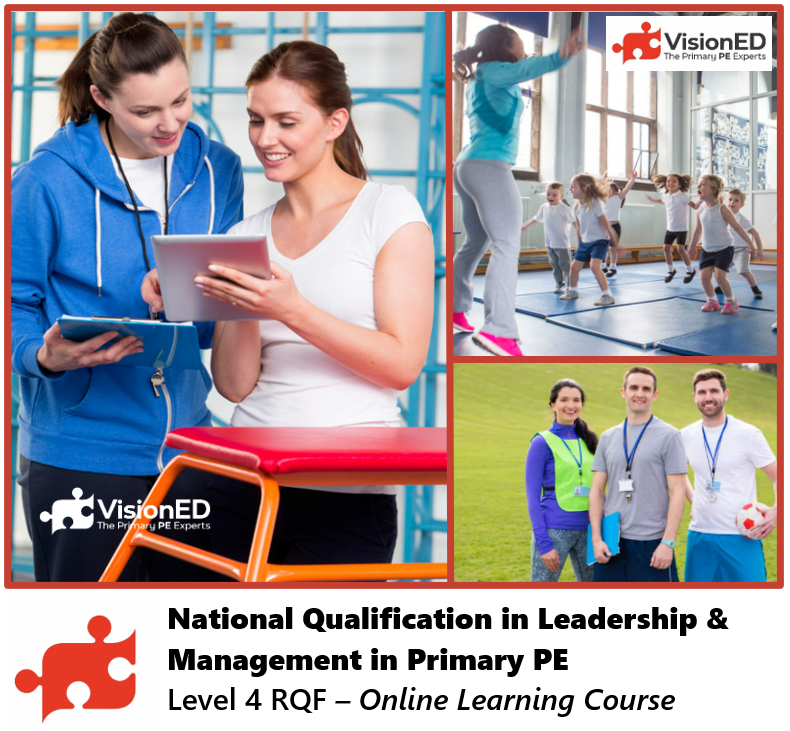 VisionED
The Primary PE Experts
VisionED
The Primary PE Experts
National Qualification in Leadership &
Management in Primary PE
Level 4 RQF – Online Learning Course